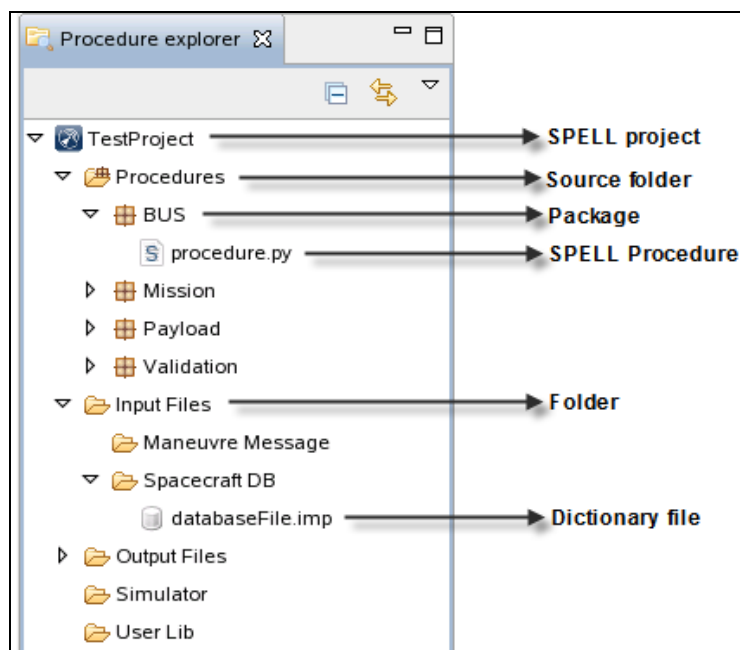 Procedure explorer
TestProject SPELL project
Procedures Source folder
BUS Package
procedure.py SPELL Procedure
Mission
Payload
Validation
Input Files Folder
Maneuvre Message
Spacecraft DB
databaseFile.imp Dictionary file
Output Files
Simulator
User Lib